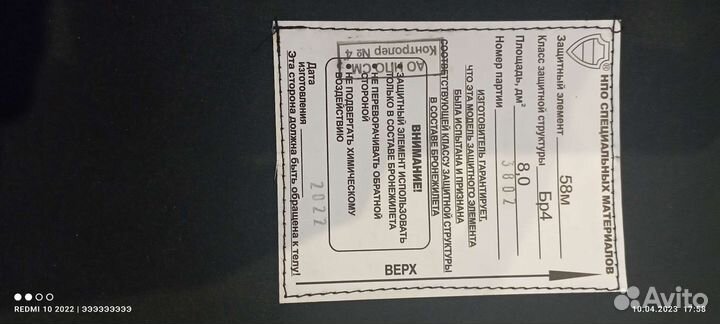 НПО СПЕЦИАЛЬНЫХ МАТЕРИАЛОВ
®
Защитный элемент 58м
Класс защитной структуры Бр4
Площадь, дм² 8,0
Номер партии 3802
ИЗГОТОВИТЕЛЬ ГАРАНТИРУЕТ,
ЧТО ЭТА МОДЕЛЬ ЗАЩИТНОГО ЭЛЕМЕНТА
БЫЛА ИСПЫТАНА И ПРИЗНАНА
СООТВЕТСТВУЮЩЕЙ КЛАССУ ЗАЩИТНОЙ СТРУКТУРЫ
В СОСТАВЕ БРОНЕЖИЛЕТА
ВНИМАНИЕ!
• ЗАЩИТНЫЙ ЭЛЕМЕНТ ИСПОЛЬЗОВАТЬ
ТОЛЬКО В СОСТАВЕ БРОНЕЖИЛЕТА
• НЕ ПЕРЕВОРАЧИВАТЬ ОБРАТНОЙ
СТОРОНОЙ
• НЕ ПОДВЕРГАТЬ ХИМИЧЕСКОМУ
ВОЗДЕЙСТВИЮ
Дата
изготовления 2022
Эта сторона должна быть обращена к телу!
ВЕРХ
АО НПО СМ
Контролер № 4
REDMI 10 2022 | ЭЭЭЭЭЭЭЭЭ
10.04.2023 17:58
Avito